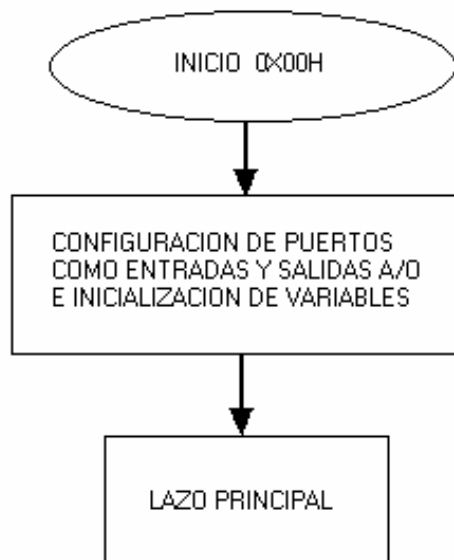 INICIO 0X00H
CONFIGURACION DE PUERTOS
COMO ENTRADAS Y SALIDAS A/O
E INICIALIZACION DE VARIABLES
LAZO PRINCIPAL